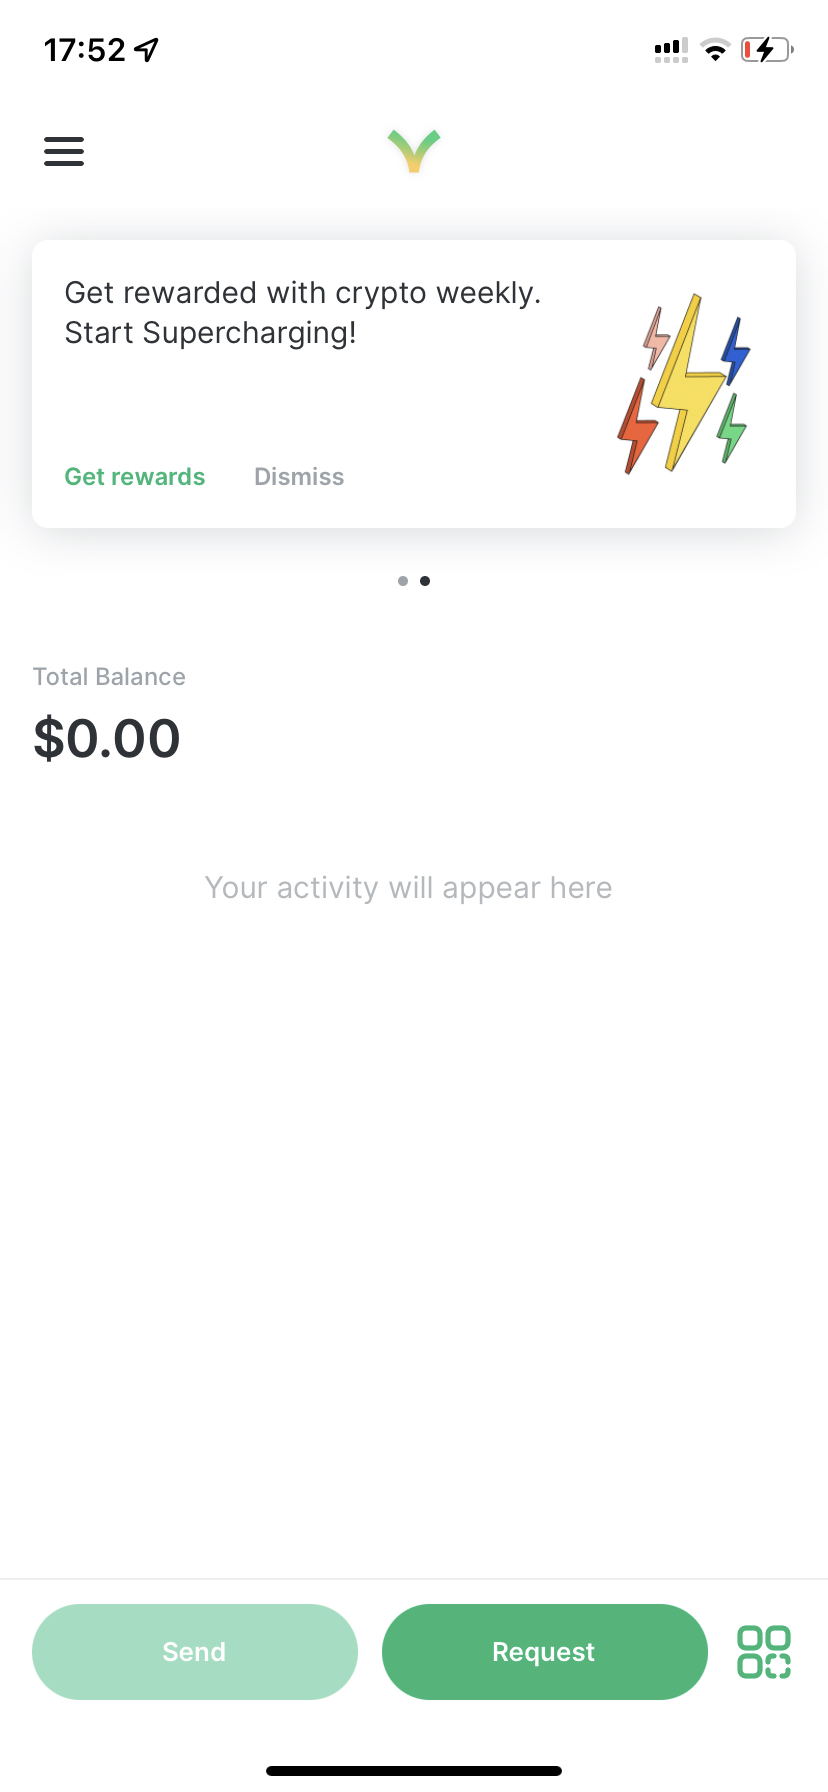 17:52
Get rewarded with crypto weekly.
Start Supercharging!
Get rewards Dismiss
Total Balance
$0.00
Your activity will appear here
Send Request